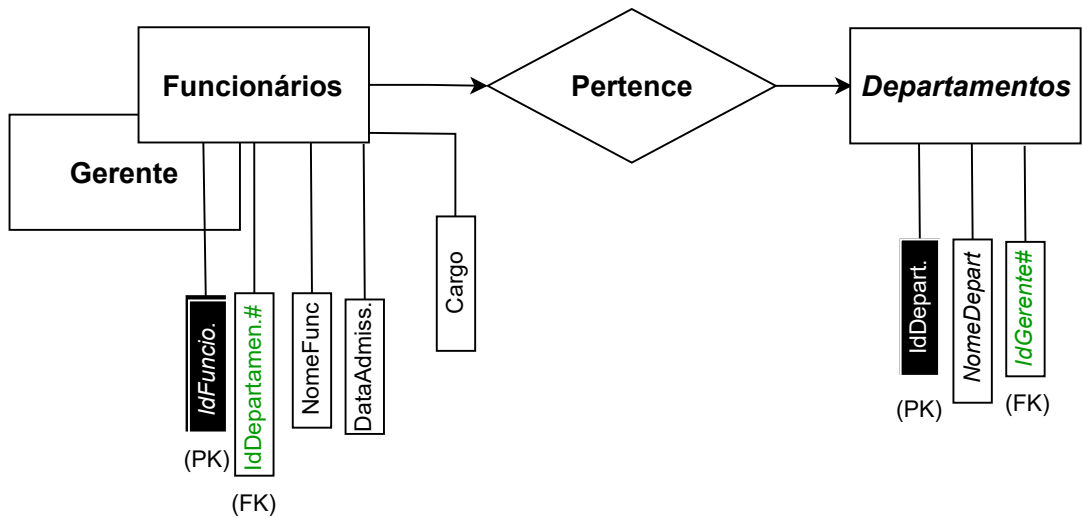 Funcionários
Pertence
Departamentos
Gerente
IdFuncio.
IdDepartamen.#
NomeFunc
DataAdmiss.
Cargo
IdDepart.
NomeDepart
IdGerente#
(PK)
(FK)
(PK)
(FK)